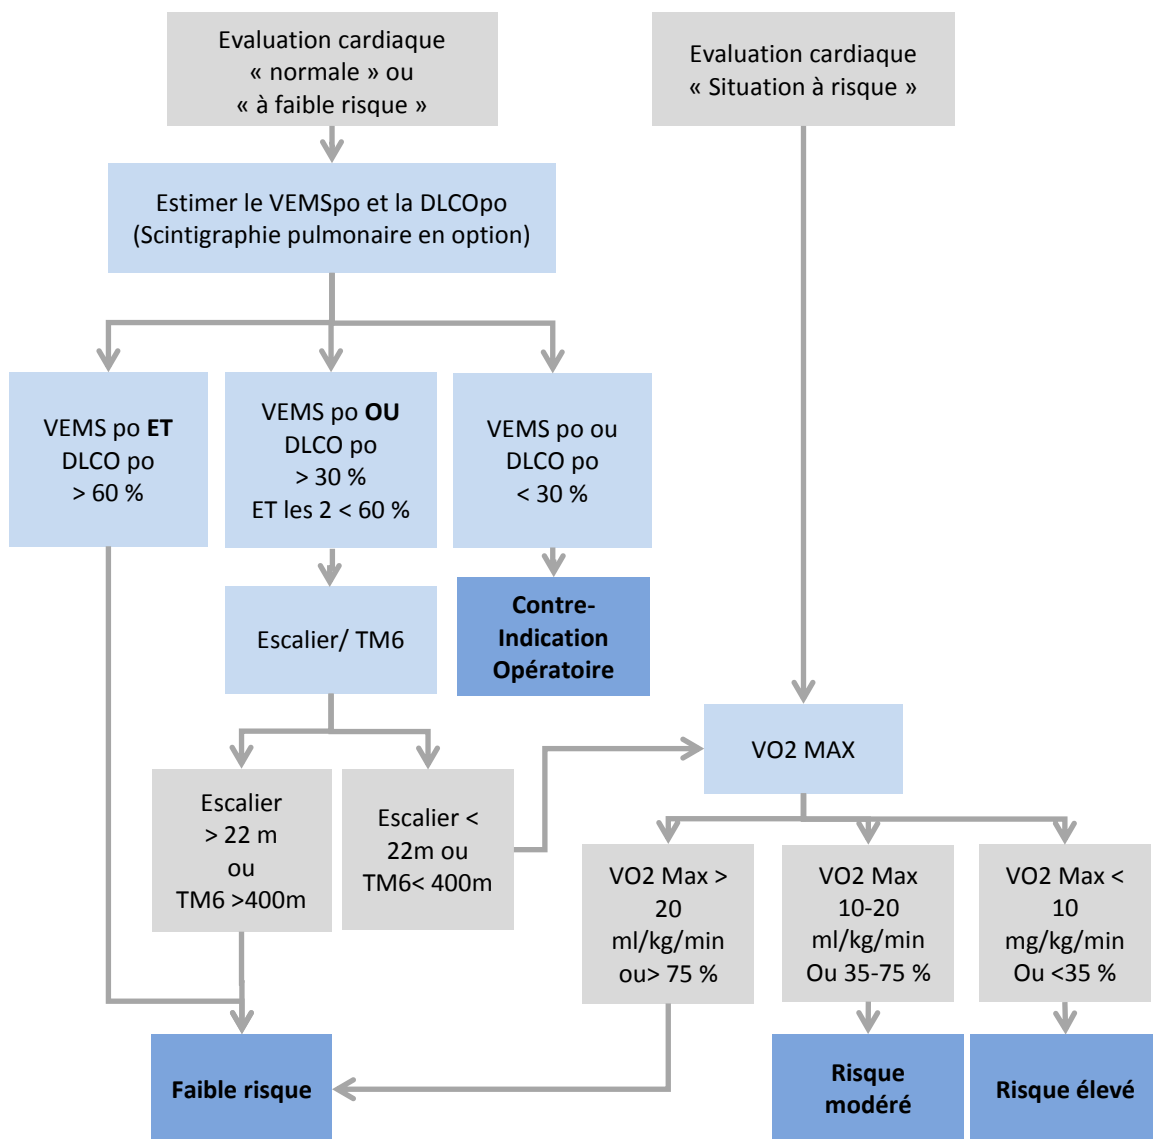 Evaluation cardiaque
« normale » ou
« à faible risque »
Evaluation cardiaque
« Situation à risque »
Estimer le VEMSpo et la DLCOpo
(Scintigraphie pulmonaire en option)
VEMS po ET
DLCO po
> 60 %
VEMS po OU
DLCO po
> 30 %
ET les 2 < 60 %
VEMS po ou
DLCO po
< 30 %
Escalier/ TM6
Contre-
Indication
Opératoire
VO2 MAX
Escalier
> 22 m
ou
TM6 >400m
Escalier <
22m ou
TM6< 400m
VO2 Max >
20
ml/kg/min
ou> 75 %
VO2 Max
10-20
ml/kg/min
Ou 35-75 %
VO2 Max <
10
mg/kg/min
Ou <35 %
Faible risque
Risque
modéré
Risque élevé